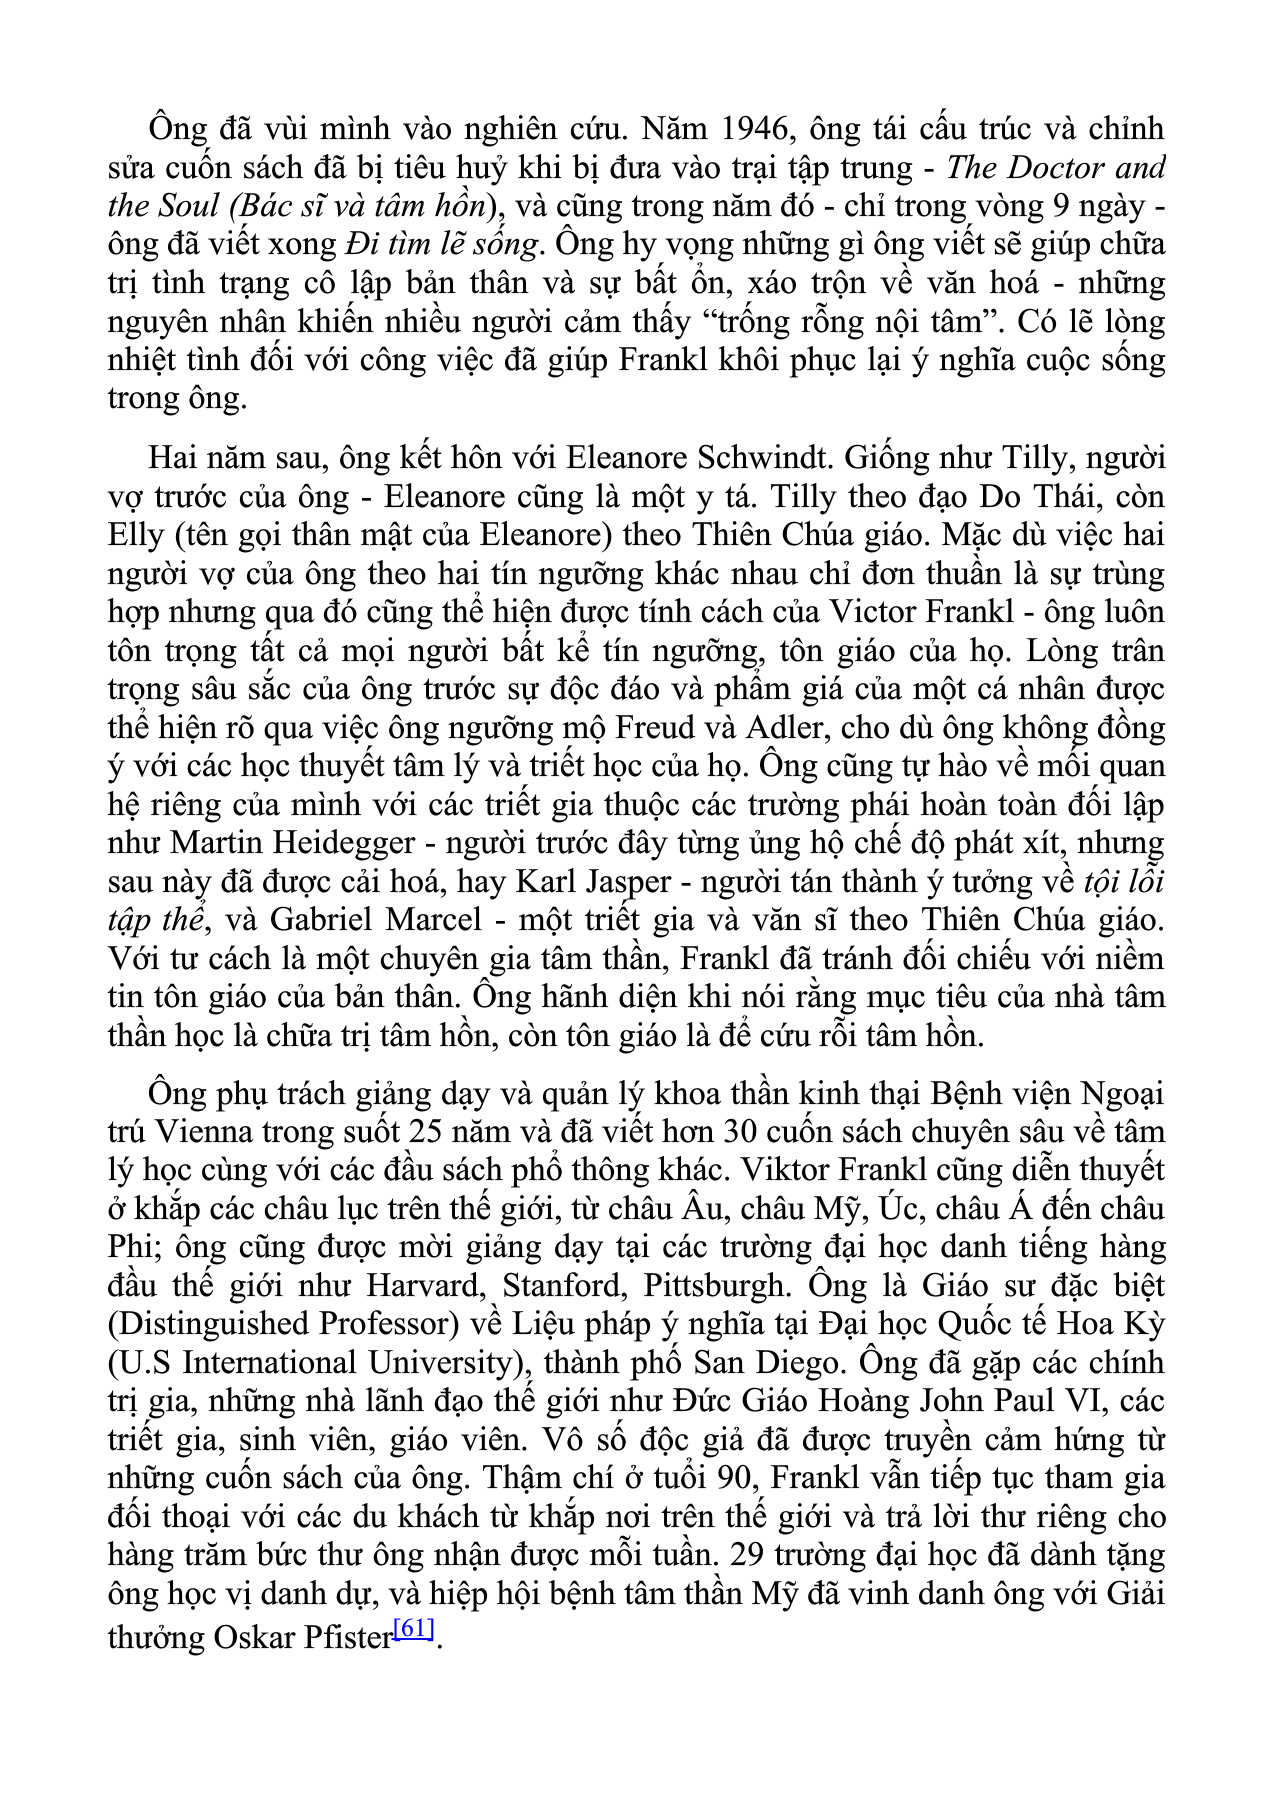 Ông đã vùi mình vào nghiên cứu. Năm 1946, ông tái cấu trúc và chỉnh
sửa cuốn sách đã bị tiêu huỷ khi bị đưa vào trại tập trung - The Doctor and
the Soul (Bác sĩ và tâm hồn), và cũng trong năm đó - chỉ trong vòng 9 ngày -
ông đã viết xong Đi tìm lẽ sống. Ông hy vọng những gì ông viết sẽ giúp chữa
trị tình trạng cô lập bản thân và sự bất ổn, xáo trộn về văn hoá - những
nguyên nhân khiến nhiều người cảm thấy “trống rỗng nội tâm”. Có lẽ lòng
nhiệt tình đối với công việc đã giúp Frankl khôi phục lại ý nghĩa cuộc sống
trong ông.
Hai năm sau, ông kết hôn với Eleanore Schwindt. Giống như Tilly, người
vợ trước của ông - Eleanore cũng là một y tá. Tilly theo đạo Do Thái, còn
Elly (tên gọi thân mật của Eleanore) theo Thiên Chúa giáo. Mặc dù việc hai
người vợ của ông theo hai tín ngưỡng khác nhau chỉ đơn thuần là sự trùng
hợp nhưng qua đó cũng thể hiện được tính cách của Victor Frankl - ông luôn
tôn trọng tất cả mọi người bất kể tín ngưỡng, tôn giáo của họ. Lòng trân
trọng sâu sắc của ông trước sự độc đáo và phẩm giá của một cá nhân được
thể hiện rõ qua việc ông ngưỡng mộ Freud và Adler, cho dù ông không đồng
ý với các học thuyết tâm lý và triết học của họ. Ông cũng tự hào về mối quan
hệ riêng của mình với các triết gia thuộc các trường phái hoàn toàn đối lập
như Martin Heidegger - người trước đây từng ủng hộ chế độ phát xít, nhưng
sau này đã được cải hoá, hay Karl Jasper - người tán thành ý tưởng về tội lỗi
tập thể, và Gabriel Marcel - một triết gia và văn sĩ theo Thiên Chúa giáo.
Với tư cách là một chuyên gia tâm thần, Frankl đã tránh đối chiếu với niềm
tin tôn giáo của bản thân. Ông hãnh diện khi nói rằng mục tiêu của nhà tâm
thần học là chữa trị tâm hồn, còn tôn giáo là để cứu rỗi tâm hồn.
Ông phụ trách giảng dạy và quản lý khoa thần kinh thại Bệnh viện Ngoại
trú Vienna trong suốt 25 năm và đã viết hơn 30 cuốn sách chuyên sâu về tâm
lý học cùng với các đầu sách phổ thông khác. Viktor Frankl cũng diễn thuyết
ở khắp các châu lục trên thế giới, từ châu Âu, châu Mỹ, Úc, châu Á đến châu
Phi; ông cũng được mời giảng dạy tại các trường đại học danh tiếng hàng
đầu thế giới như Harvard, Stanford, Pittsburgh. Ông là Giáo sư đặc biệt
(Distinguished Professor) về Liệu pháp ý nghĩa tại Đại học Quốc tế Hoa Kỳ
(U.S International University), thành phố San Diego. Ông đã gặp các chính
trị gia, những nhà lãnh đạo thế giới như Đức Giáo Hoàng John Paul VI, các
triết gia, sinh viên, giáo viên. Vô số độc giả đã được truyền cảm hứng từ
những cuốn sách của ông. Thậm chí ở tuổi 90, Frankl vẫn tiếp tục tham gia
đối thoại với các du khách từ khắp nơi trên thế giới và trả lời thư riêng cho
hàng trăm bức thư ông nhận được mỗi tuần. 29 trường đại học đã dành tặng
ông học vị danh dự, và hiệp hội bệnh tâm thần Mỹ đã vinh danh ông với Giải
thưởng Oskar Pfister[61].